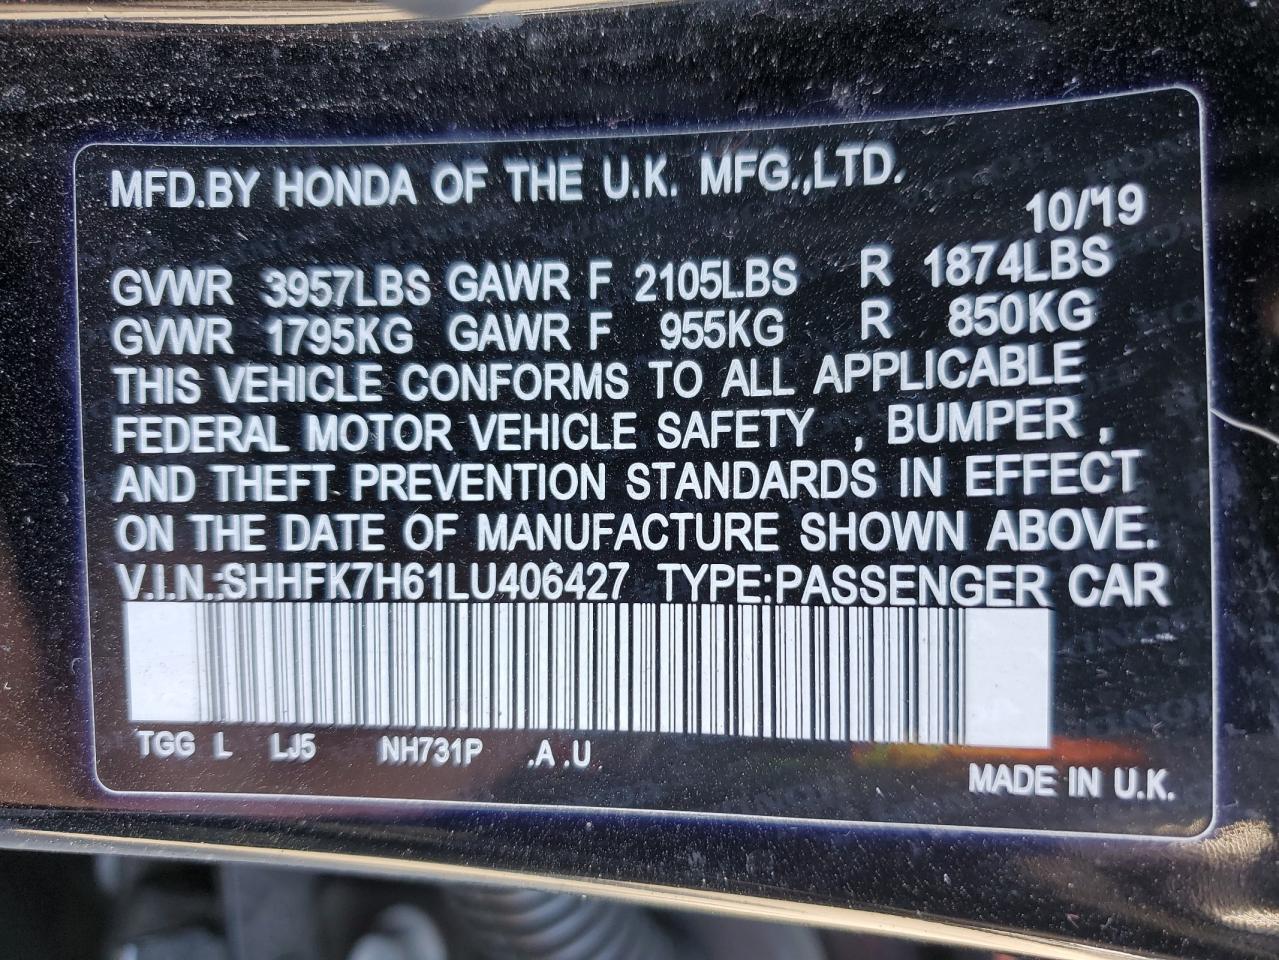 MFD.BY HONDA OF THE U.K. MFG.,LTD.
10/'19
GVWR 3957LBS GAWR F 2105LBS R 1874LBS
GVWR 1795KG GAWR F 955KG R 850KG
THIS VEHICLE CONFORMS TO ALL APPLICABLE
FEDERAL MOTOR VEHICLE SAFETY , BUMPER ,
AND THEFT PREVENTION STANDARDS IN EFFECT
ON THE DATE OF MANUFACTURE SHOWN ABOVE.
V.I.N.:SHHFK7H61LU406427 TYPE:PASSENGER CAR
TGG L LJ5 NH731P .A .U
MADE IN U.K.